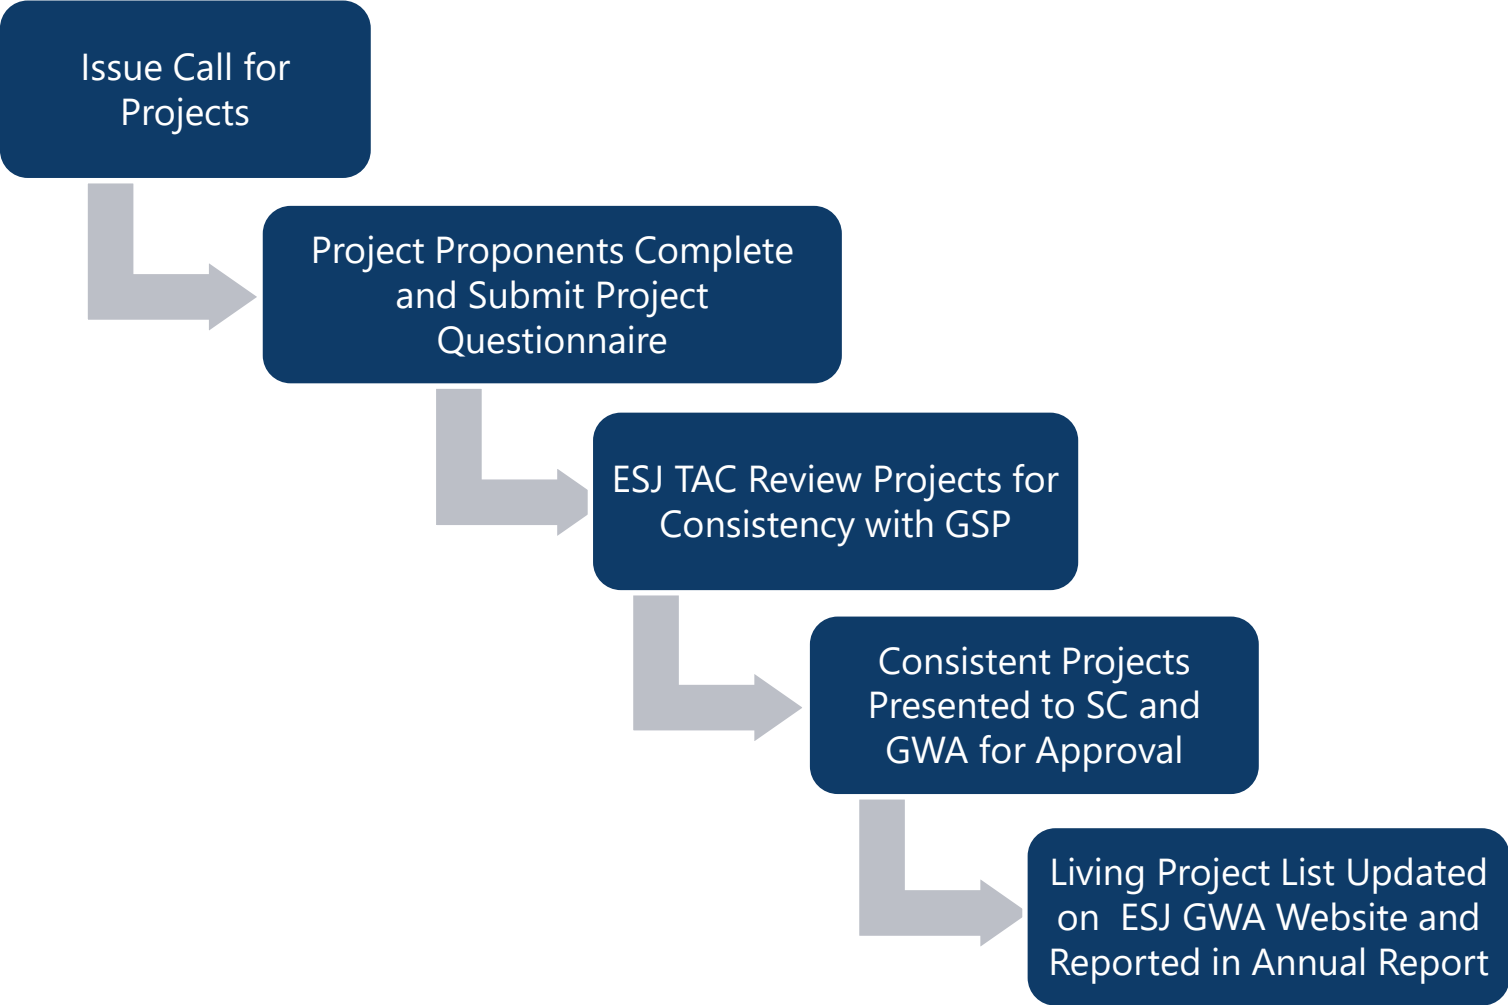 Issue Call for
Projects
Project Proponents Complete
and Submit Project
Questionnaire
ESJ TAC Review Projects for
Consistency with GSP
Consistent Projects
Presented to SC and
GWA for Approval
Living Project List Updated
on  ESJ GWA Website and
Reported in Annual Report